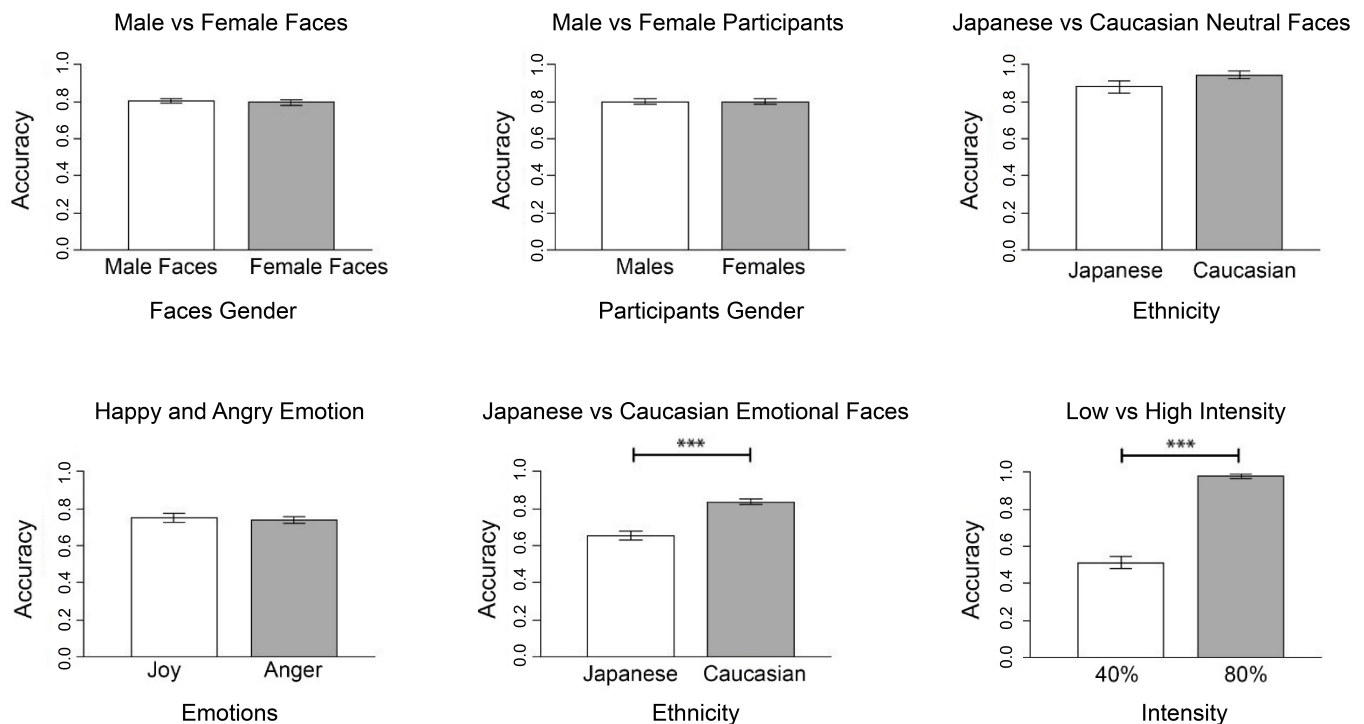 Male vs Female Faces
Accuracy
1.0
0.8
0.6
0.4
0.2
0.0
Male Faces
Female Faces
Faces Gender
Male vs Female Participants
Accuracy
1.0
0.8
0.6
0.4
0.2
0.0
Males
Females
Participants Gender
Japanese vs Caucasian Neutral Faces
Accuracy
1.0
0.8
0.6
0.4
0.2
0.0
Japanese
Caucasian
Ethnicity
Happy and Angry Emotion
Accuracy
1.0
0.8
0.6
0.4
0.2
0.0
Joy
Anger
Emotions
Japanese vs Caucasian Emotional Faces
***
Accuracy
1.0
0.8
0.6
0.4
0.2
0.0
Japanese
Caucasian
Ethnicity
Low vs High Intensity
***
Accuracy
1.0
0.8
0.6
0.4
0.2
0.0
40%
80%
Intensity